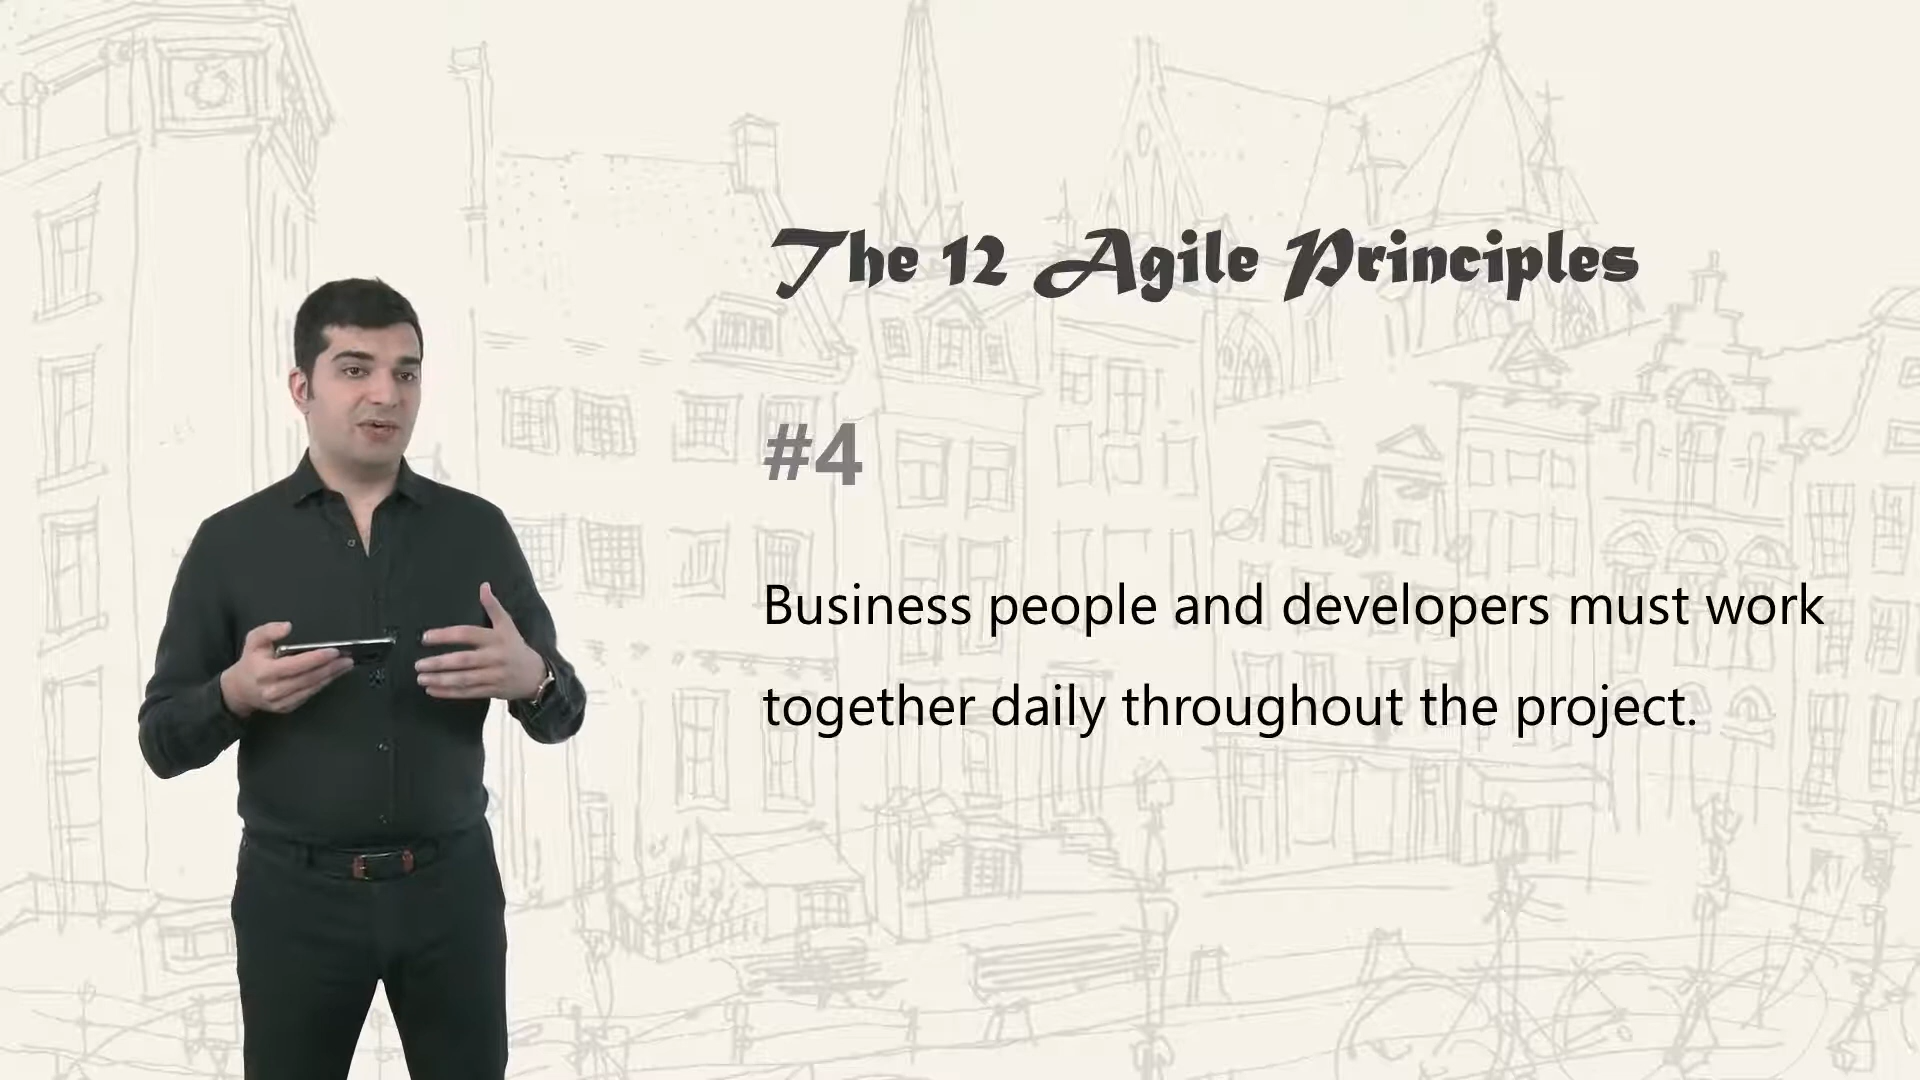 The 12 Agile Principles
#4
Business people and developers must work
together daily throughout the project.